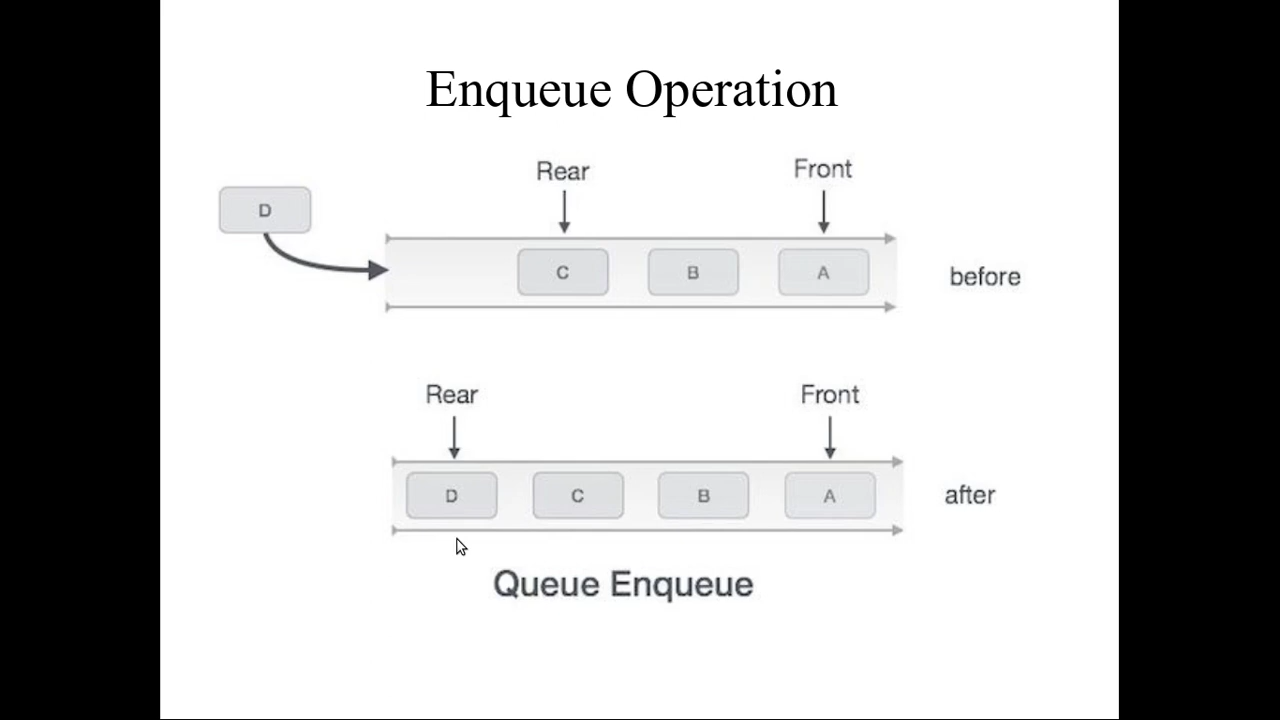 Enqueue Operation
Rear Front
D
C B A
before
Rear Front
D C B A
after
Queue Enqueue